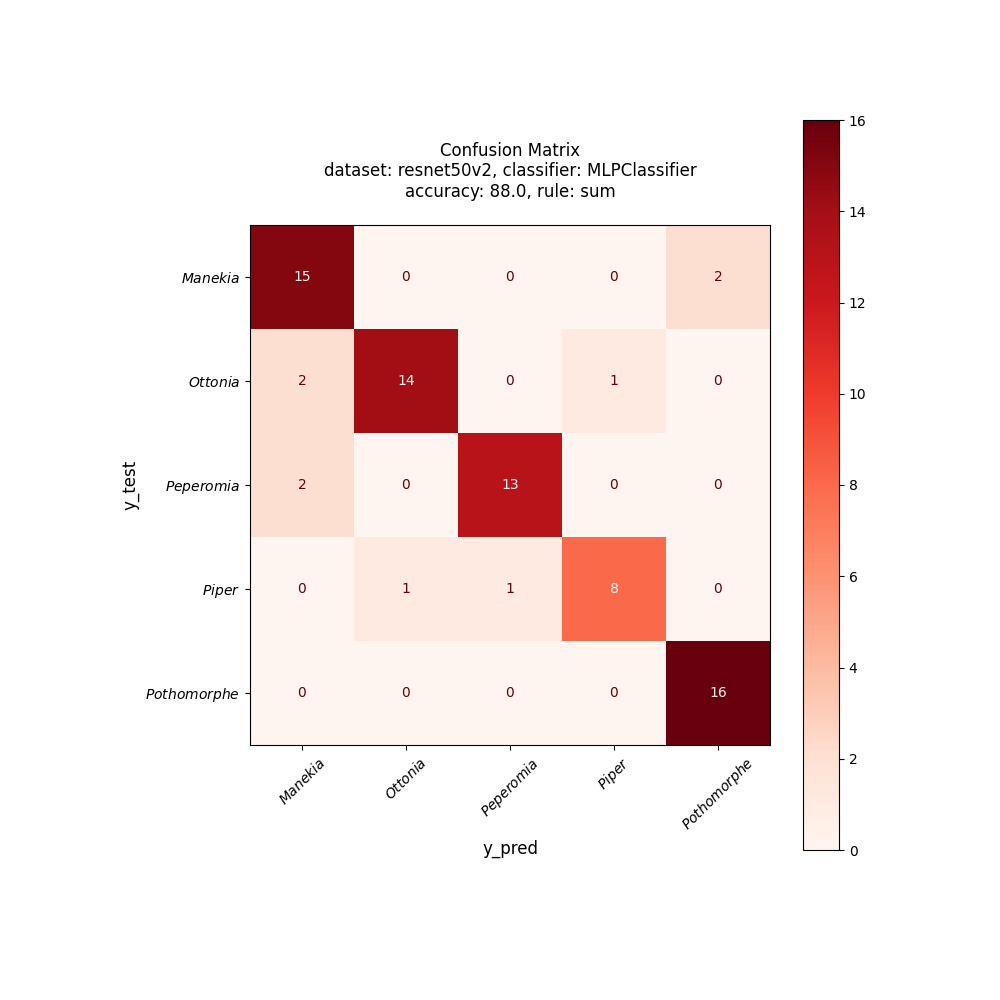 Confusion Matrix
dataset: resnet50v2, classifier: MLPClassifier
accuracy: 88.0, rule: sum
y_test
Manekia 15 0 0 0 2
Ottonia 2 14 0 1 0
Peperomia 2 0 13 0 0
Piper 0 1 1 8 0
Pothomorphe 0 0 0 0 16
Manekia Ottonia Peperomia Piper Pothomorphe
y_pred
16
14
12
10
8
6
4
2
0